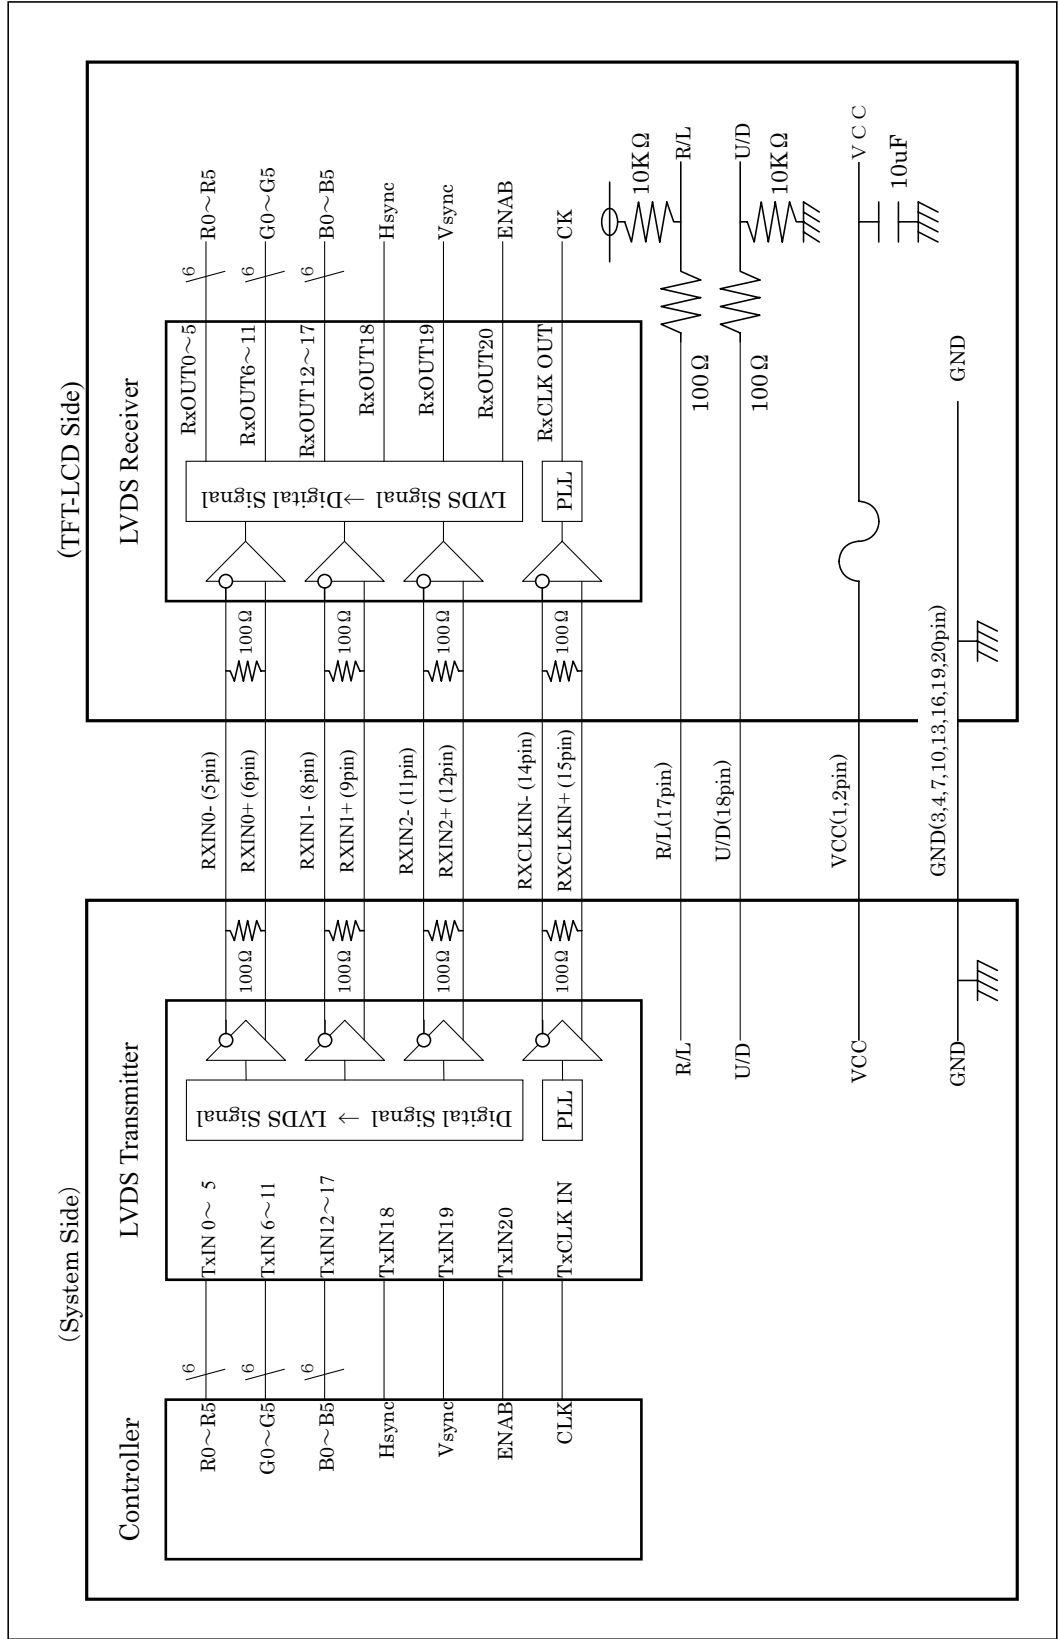 (System Side)
(TFT-LCD Side)
Controller
LVDS Transmitter
LVDS Receiver
R0～R5
G0～G5
B0～B5
Hsync
Vsync
ENAB
CLK
6
6
6
TxIN 0～ 5
TxIN 6～11
TxIN12～17
TxIN18
TxIN19
TxIN20
TxCLK IN
Digital Signal → LVDS Signal
PLL
100Ω
100Ω
100Ω
100Ω
RXIN0- (5pin)
RXIN0+ (6pin)
RXIN1- (8pin)
RXIN1+ (9pin)
RXIN2- (11pin)
RXIN2+ (12pin)
RXCLKIN- (14pin)
RXCLKIN+ (15pin)
100Ω
100Ω
100Ω
100Ω
LVDS Signal →Digital Signal
PLL
RxOUT0～5
RxOUT6～11
RxOUT12～17
RxOUT18
RxOUT19
RxOUT20
RxCLK OUT
6
6
6
R0～R5
G0～G5
B0～B5
Hsync
Vsync
ENAB
CK
R/L
R/L(17pin)
100Ω
10KΩ
R/L
U/D
U/D(18pin)
100Ω
U/D
10KΩ
VCC
VCC(1,2pin)
V C C
10uF
GND
GND(3,4,7,10,13,16,19,20pin)
GND